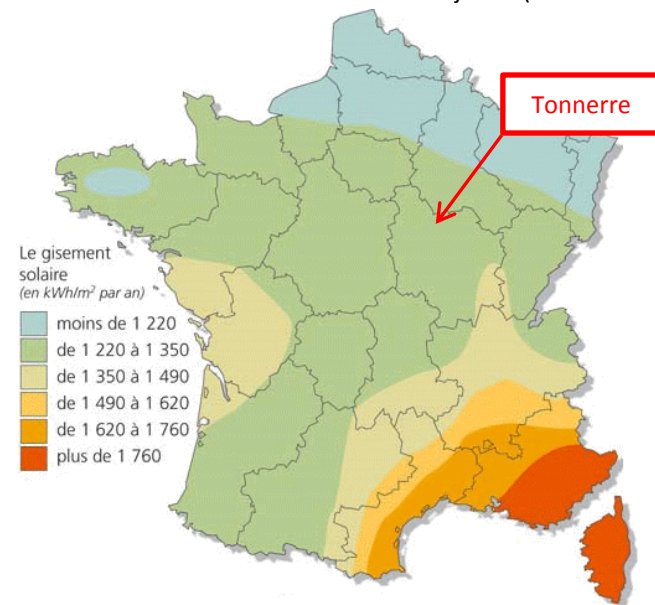 Tonnerre
Le gisement
solaire
(en kWh/m² par an)
moins de 1 220
de 1 220 à 1 350
de 1 350 à 1 490
de 1 490 à 1 620
de 1 620 à 1 760
plus de 1 760